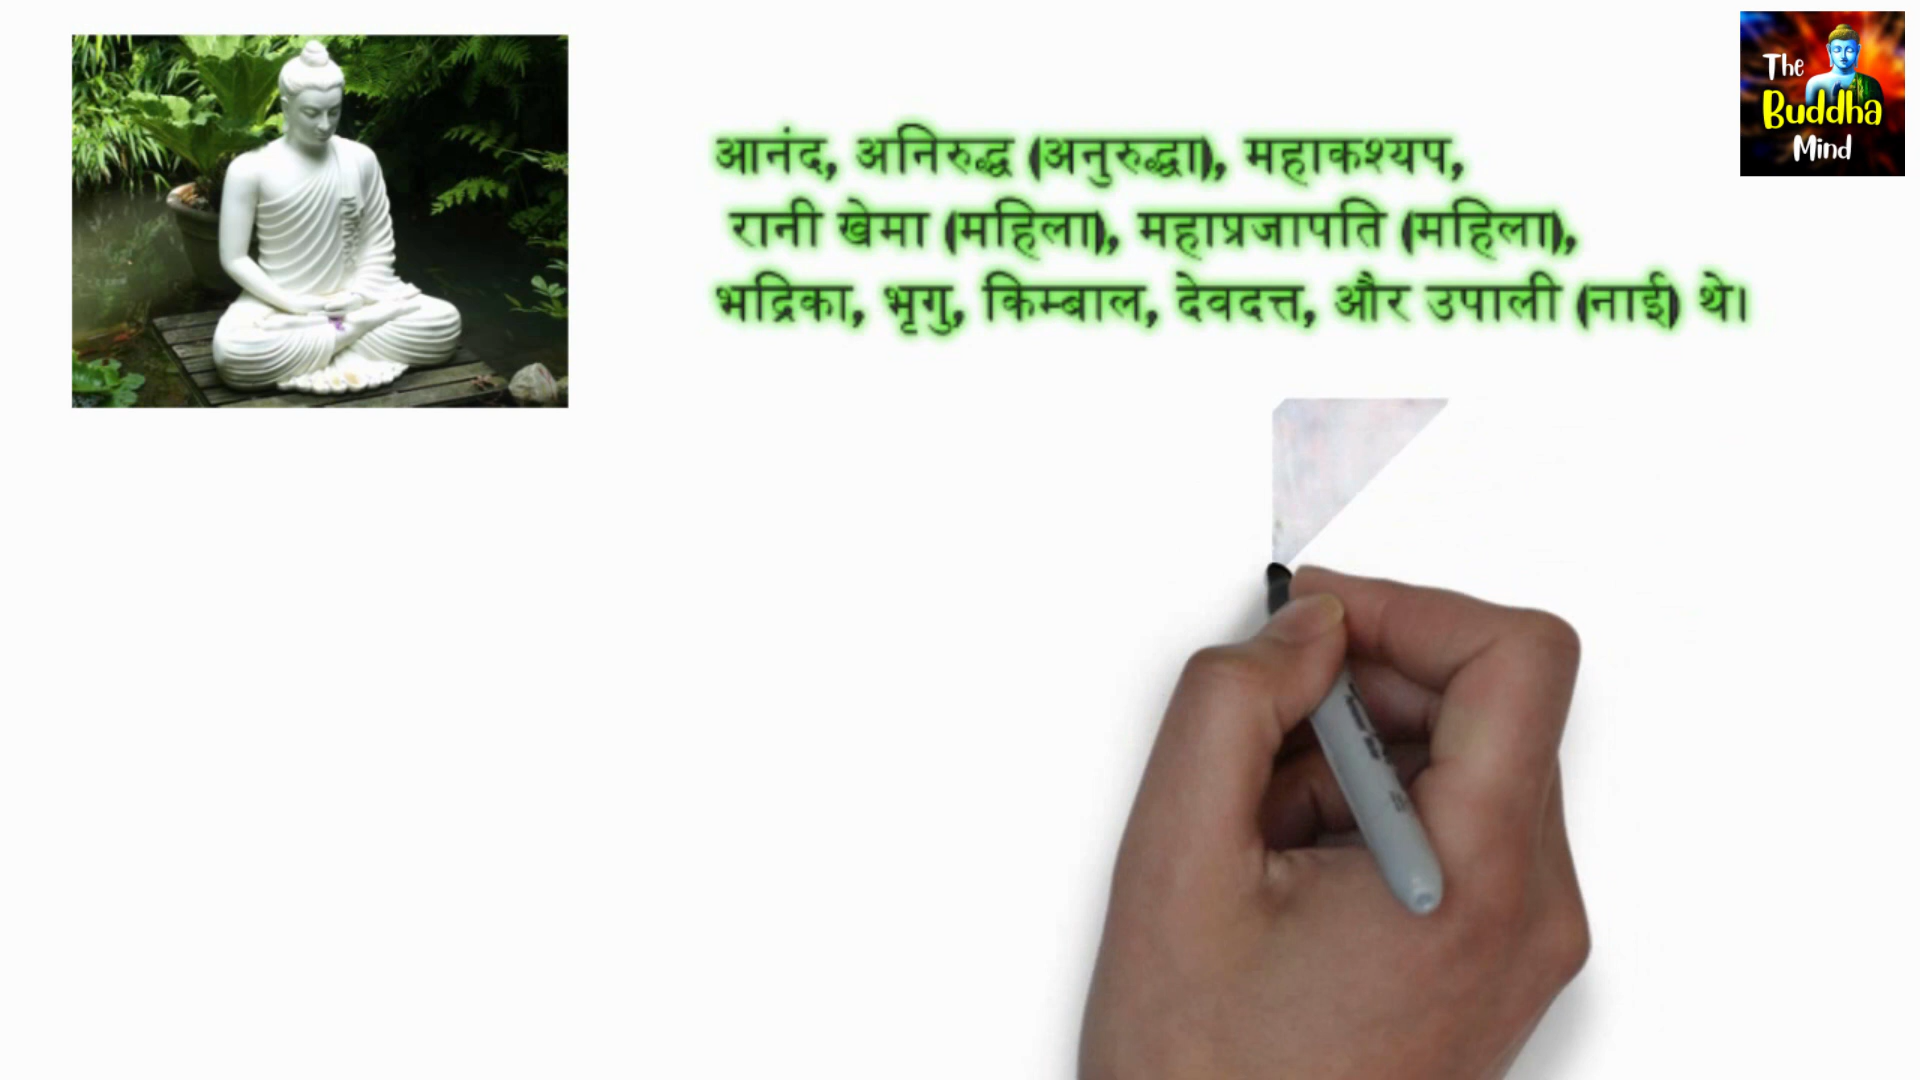 The
Buddha
Mind
आनंद, अनिरुद्ध (अनुरुद्धा), महाकश्यप,
रानी खेमा (महिला), महाप्रजापति (महिला),
भद्रिका, भृगु, किम्बाल, देवदत्त, और उपाली (नाई) थे।